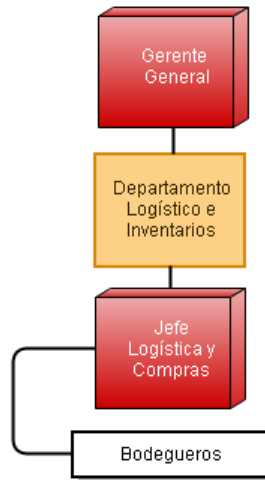 Gerente
General
Departamento
Logístico e
Inventarios
Jefe
Logística y
Compras
Bodegueros